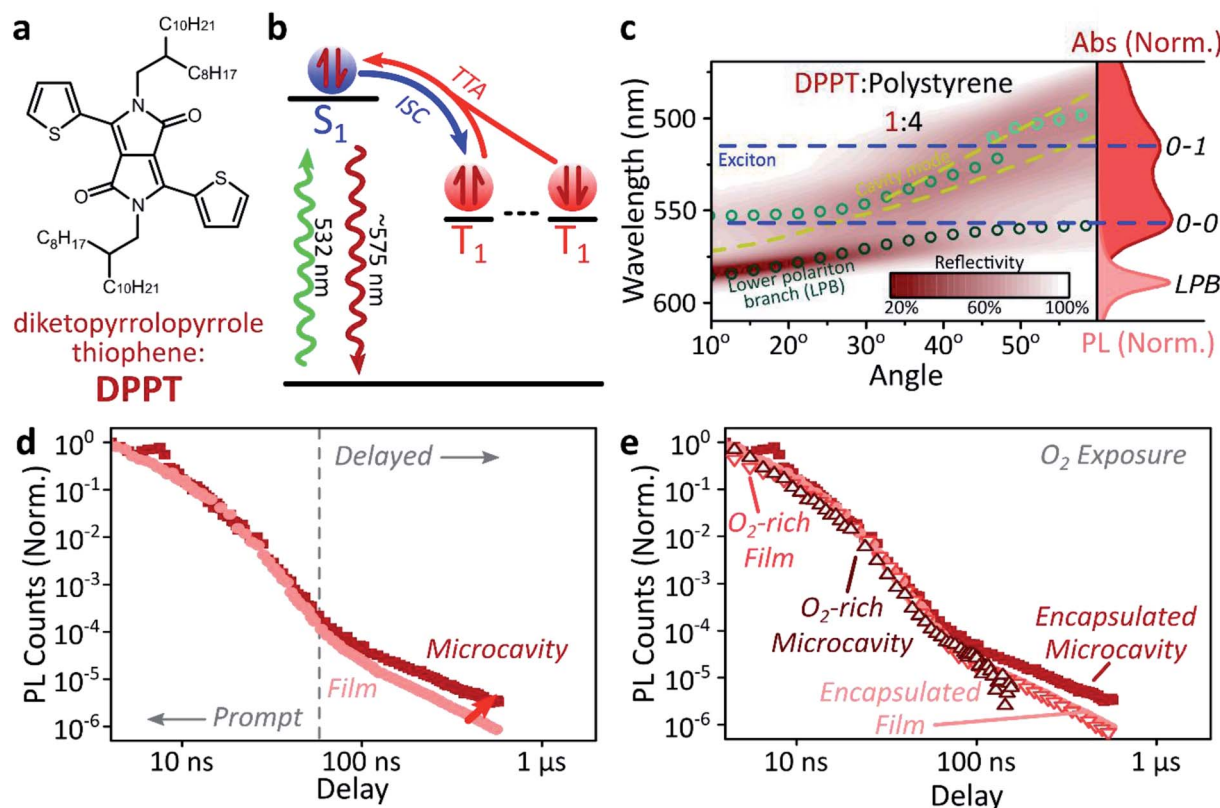 a
C₁₀H₂₁
C₈H₁₇
N
O
S
O
N
S
C₈H₁₇
C₁₀H₂₁
diketopyrrolopyrrole
thiophene:
DPPT
b
S₁
ISC
TTA
T₁
T₁
532 nm
~575 nm
c
Abs (Norm.)
DPPT:Polystyrene
1:4
Exciton
Cavity mode
0-1
0-0
Lower polariton
branch (LPB)
Reflectivity
20% 60% 100%
LPB
PL (Norm.)
Wavelength (nm)
500
550
600
10° 20° 30° 40° 50°
Angle
d
PL Counts (Norm.)
10⁰
10⁻¹
10⁻²
10⁻³
10⁻⁴
10⁻⁵
10⁻⁶
Delayed
Microcavity
Film
Prompt
10 ns 100 ns 1 µs
Delay
e
PL Counts (Norm.)
10⁰
10⁻¹
10⁻²
10⁻³
10⁻⁴
10⁻⁵
10⁻⁶
O₂ Exposure
O₂-rich
Film
O₂-rich
Microcavity
Encapsulated
Microcavity
Encapsulated
Film
10 ns 100 ns 1 µs
Delay